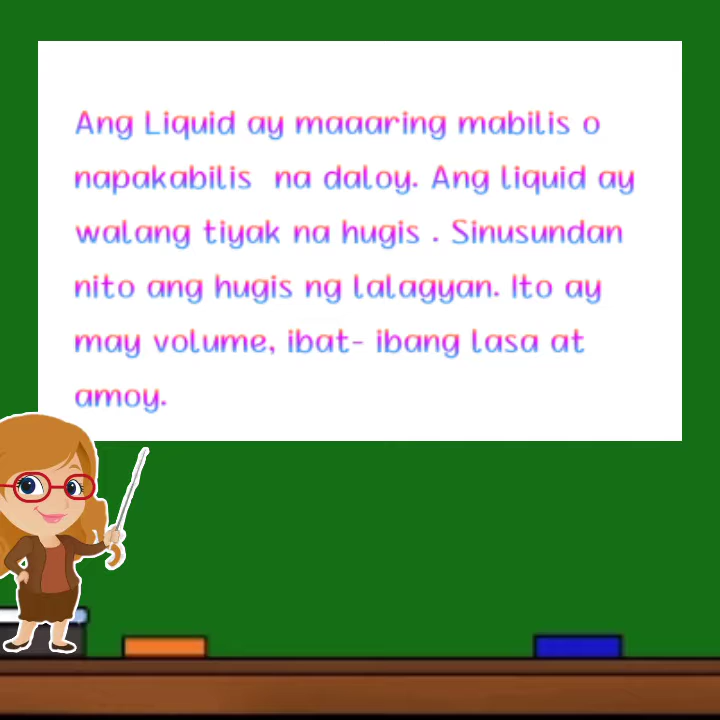 Ang Liquid ay maaaring mabilis o
napakabilis na daloy. Ang liquid ay
walang tiyak na hugis . Sinusundan
nito ang hugis ng lalagyan. Ito ay
may volume, ibat- ibang lasa at
amoy.